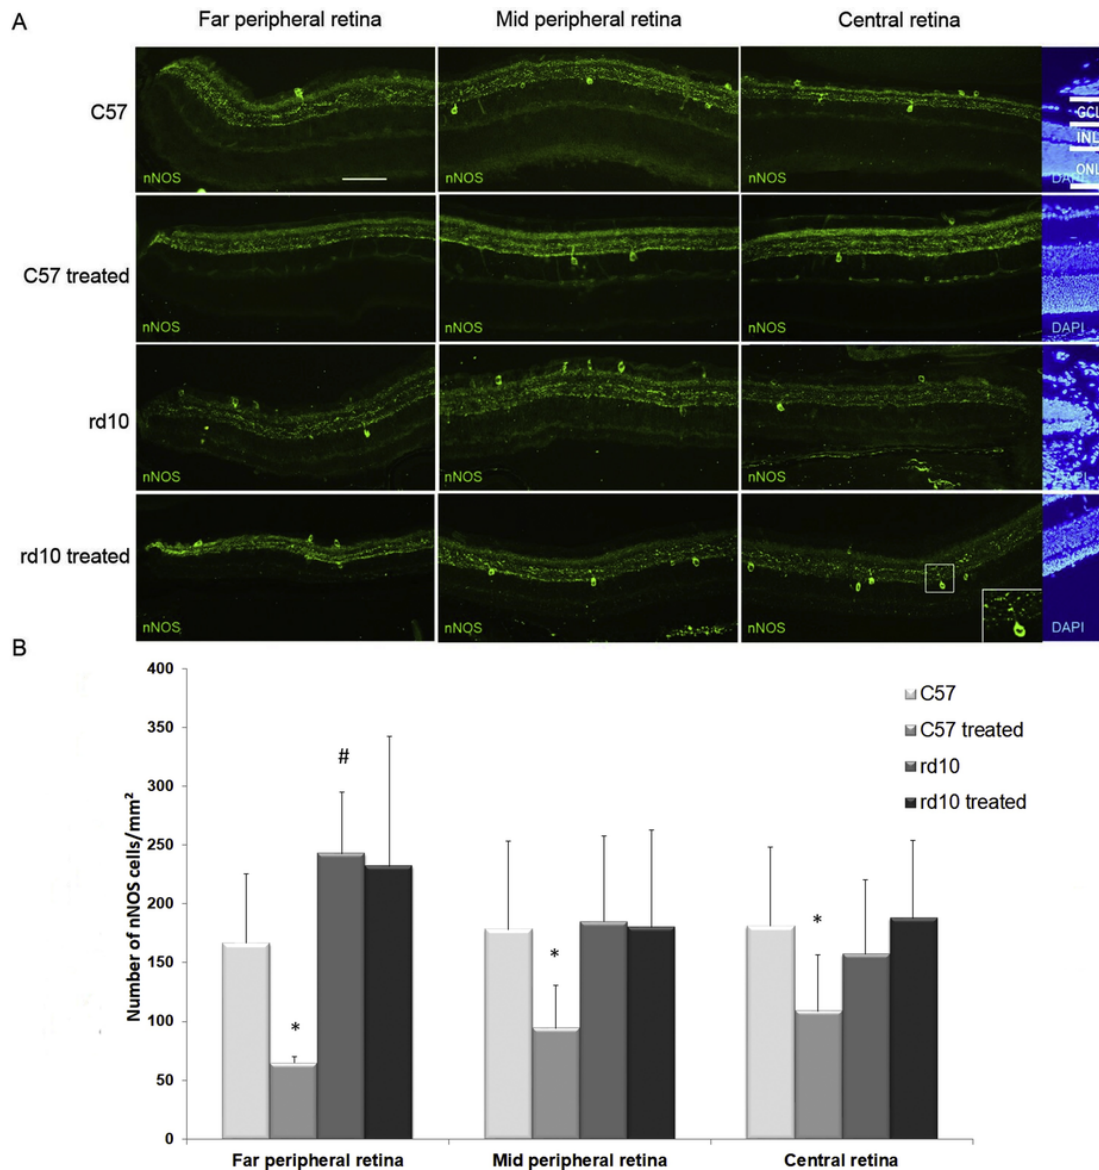 A
Far peripheral retina
Mid peripheral retina
Central retina
C57
nNOS
nNOS
nNOS
GCL
INL
ONL
DAPI
C57 treated
nNOS
nNOS
nNOS
DAPI
rd10
nNOS
nNOS
nNOS
rd10 treated
nNOS
nNOS
nNOS
DAPI
B
Number of nNOS cells/mm²
400
350
300
250
200
150
100
50
0
*
#
*
*
C57
C57 treated
rd10
rd10 treated
Far peripheral retina
Mid peripheral retina
Central retina